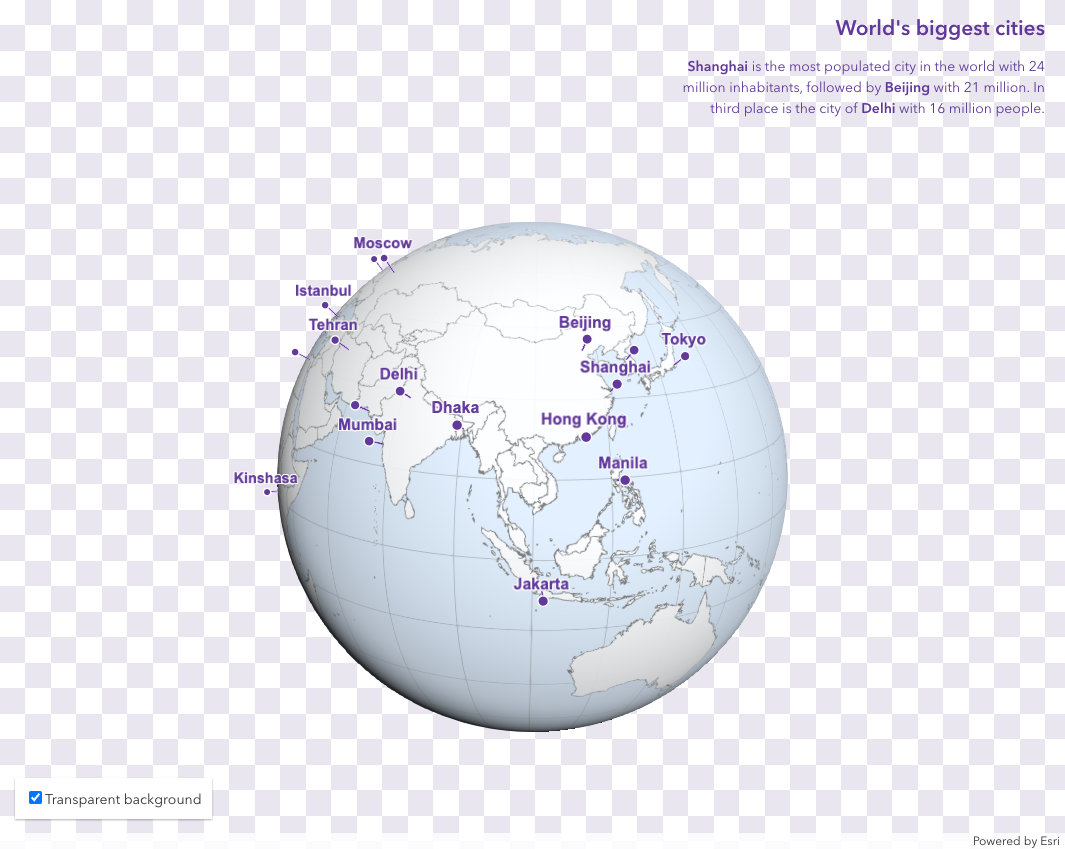 World's biggest cities
Shanghai is the most populated city in the world with 24
million inhabitants, followed by Beijing with 21 million. In
third place is the city of Delhi with 16 million people.
Moscow
Istanbul
Tehran
Beijing
Tokyo
Shanghai
Delhi
Dhaka
Hong Kong
Mumbai
Manila
Kinshasa
Jakarta
Transparent background
Powered by Esri